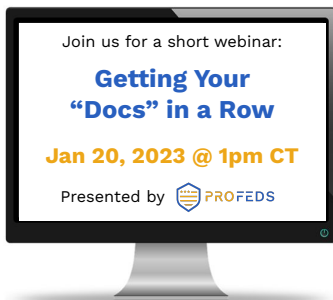 Join us for a short webinar:
Getting Your
“Docs” in a Row
Jan 20, 2023 @ 1pm CT
Presented by PROFEDS